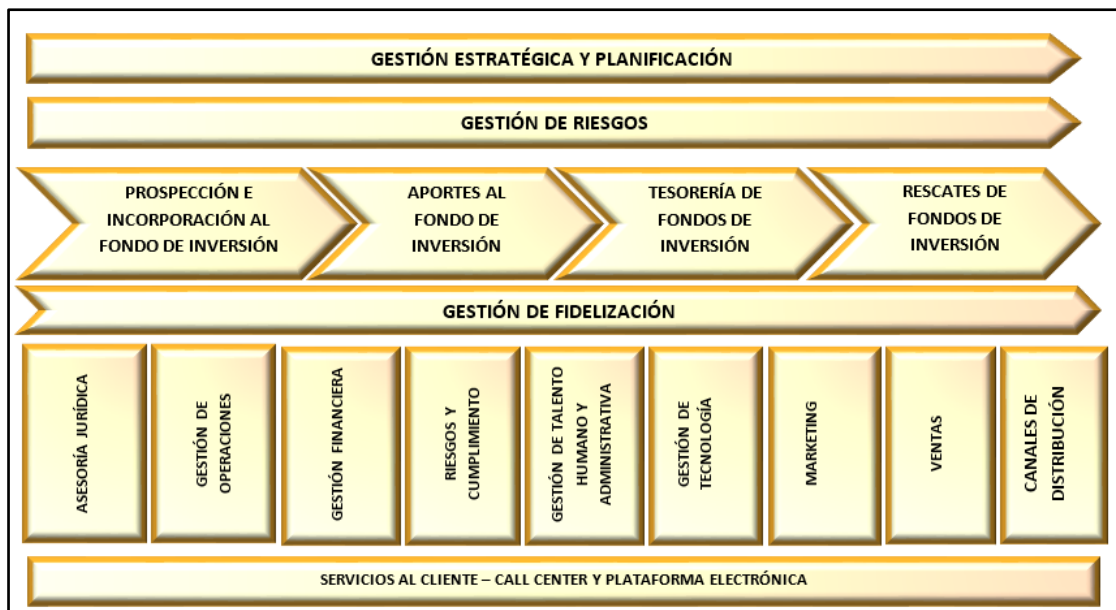 GESTIÓN ESTRATÉGICA Y PLANIFICACIÓN
GESTIÓN DE RIESGOS
PROSPECCIÓN E
INCORPORACIÓN AL
FONDO DE INVERSIÓN
APORTES AL
FONDO DE
INVERSIÓN
TESORERÍA DE
FONDOS DE
INVERSIÓN
RESCATES DE
FONDOS DE
INVERSIÓN
GESTIÓN DE FIDELIZACIÓN
ASESORÍA JURÍDICA
GESTIÓN DE
OPERACIONES
GESTIÓN FINANCIERA
RIESGOS Y
CUMPLIMIENTO
GESTIÓN DE TALENTO
HUMANO Y
ADMINISTRATIVA
GESTIÓN DE
TECNOLOGÍA
MARKETING
VENTAS
CANALES DE
DISTRIBUCIÓN
SERVICIOS AL CLIENTE – CALL CENTER Y PLATAFORMA ELECTRÓNICA